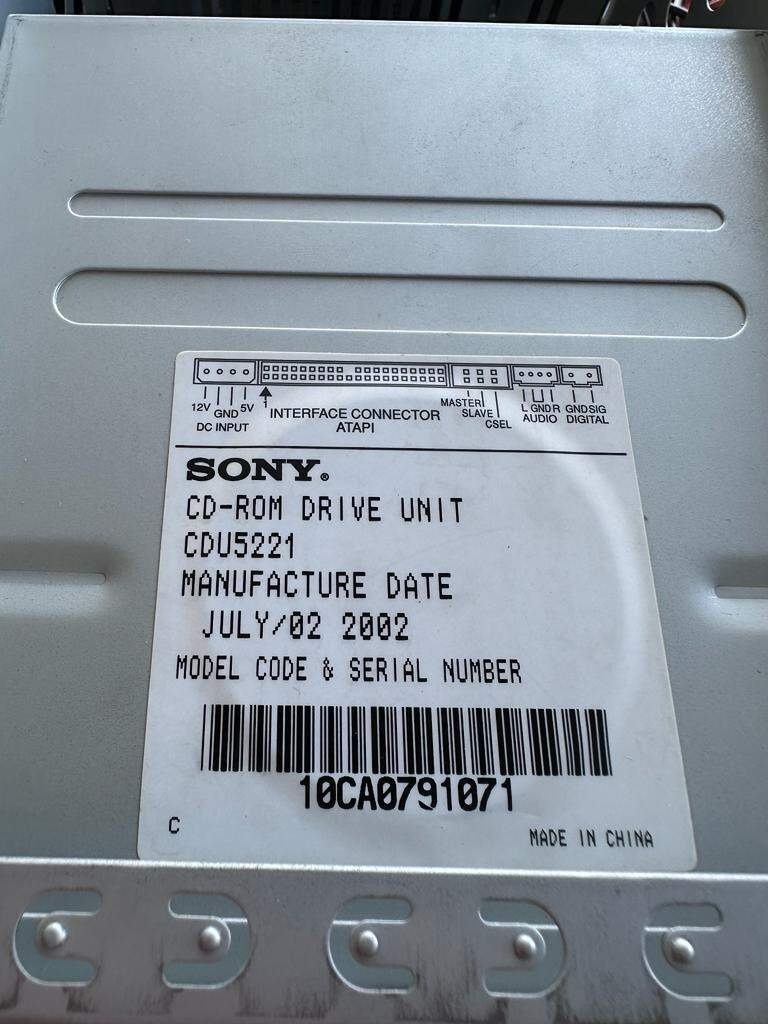 12V GND 5V
DC INPUT
INTERFACE CONNECTOR
ATAPI
MASTER
SLAVE
CSEL
L GND R
AUDIO
GND SIG
DIGITAL
SONY®
CD-ROM DRIVE UNIT
CDU5221
MANUFACTURE DATE
JULY/02 2002
MODEL CODE & SERIAL NUMBER
10CA0791071
C
MADE IN CHINA